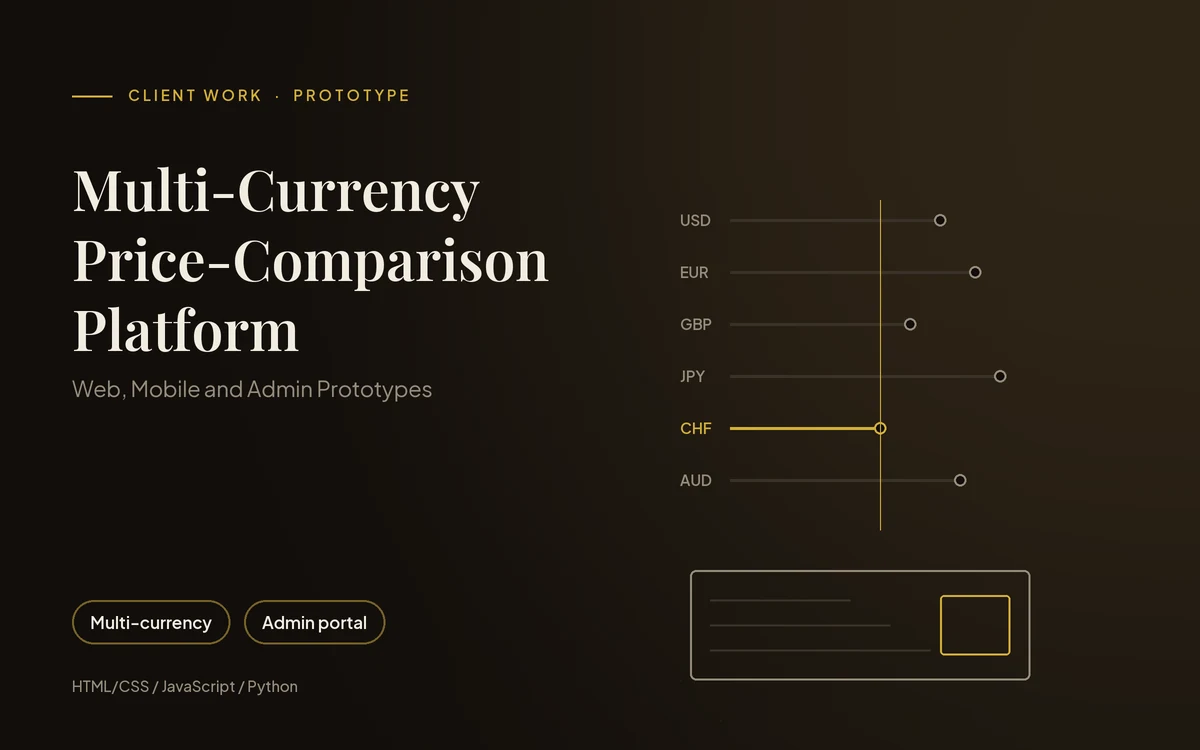 CLIENT WORK · PROTOTYPE
Multi-Currency
Price-Comparison
Platform
Web, Mobile and Admin Prototypes
USD
EUR
GBP
JPY
CHF
AUD
Multi-currency
Admin portal
HTML/CSS / JavaScript / Python